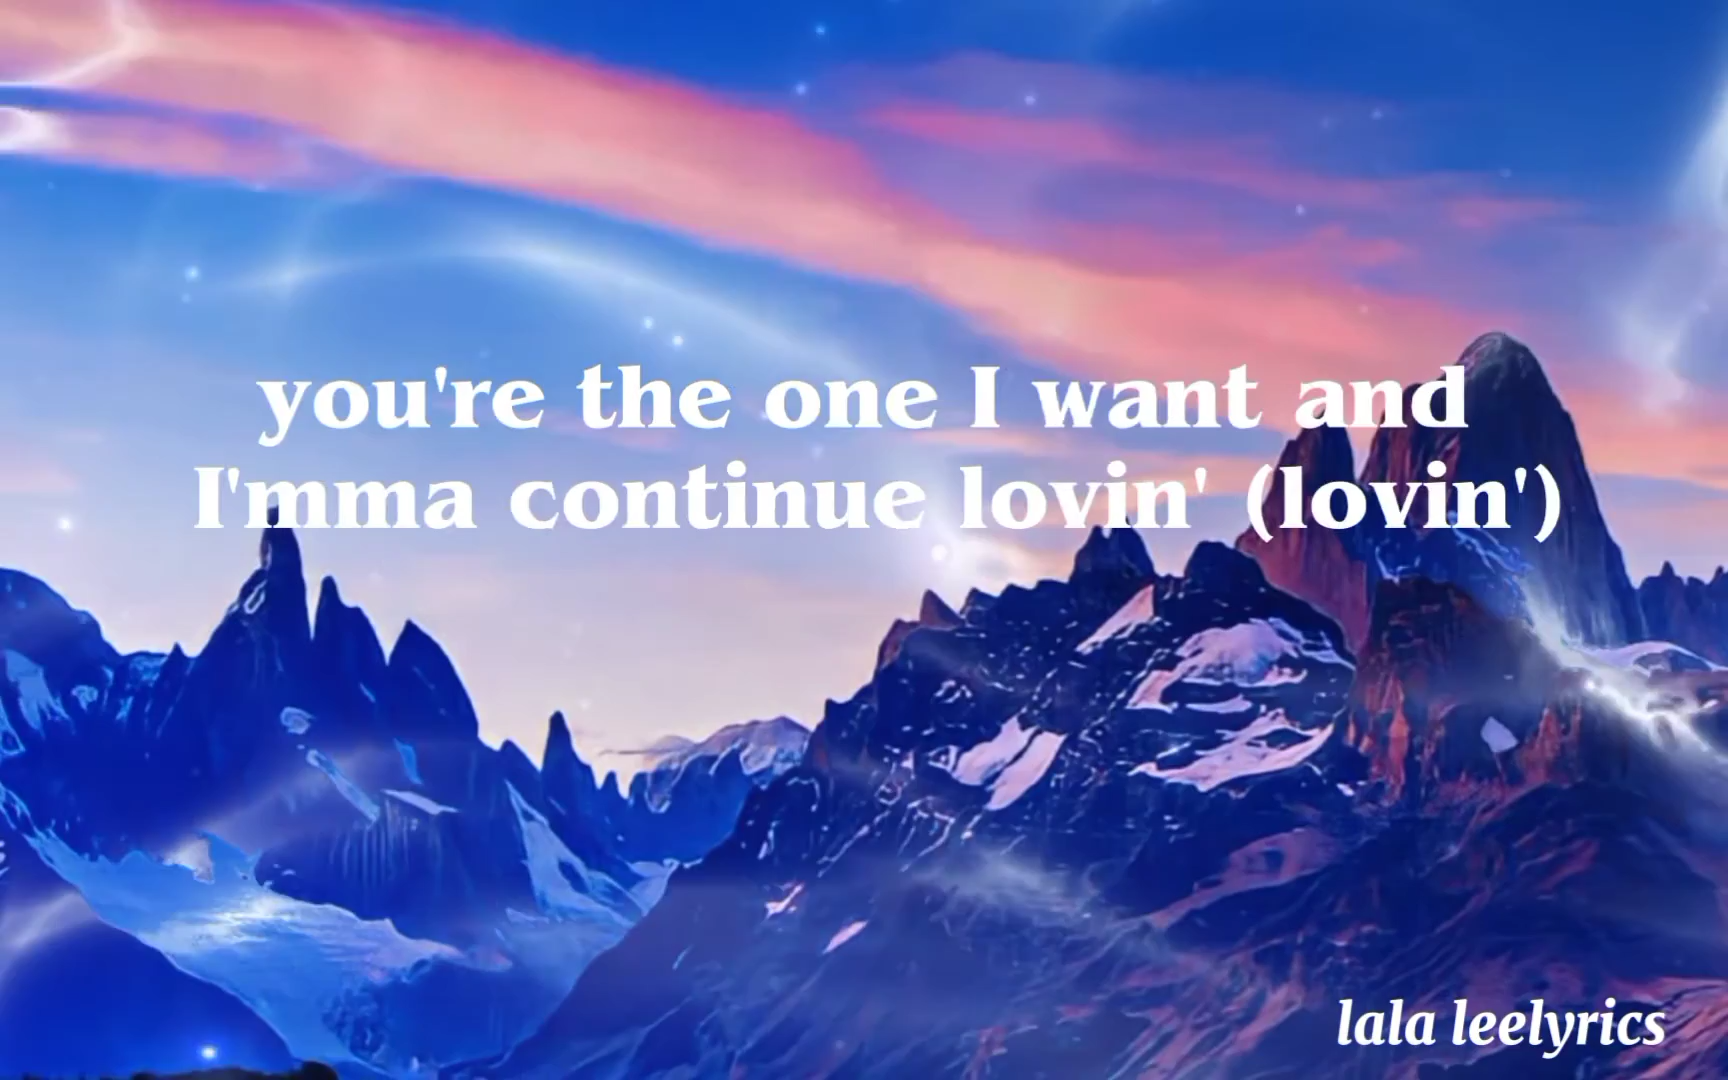 you're the one I want and
I'mma continue lovin' (lovin')
lala leelyrics